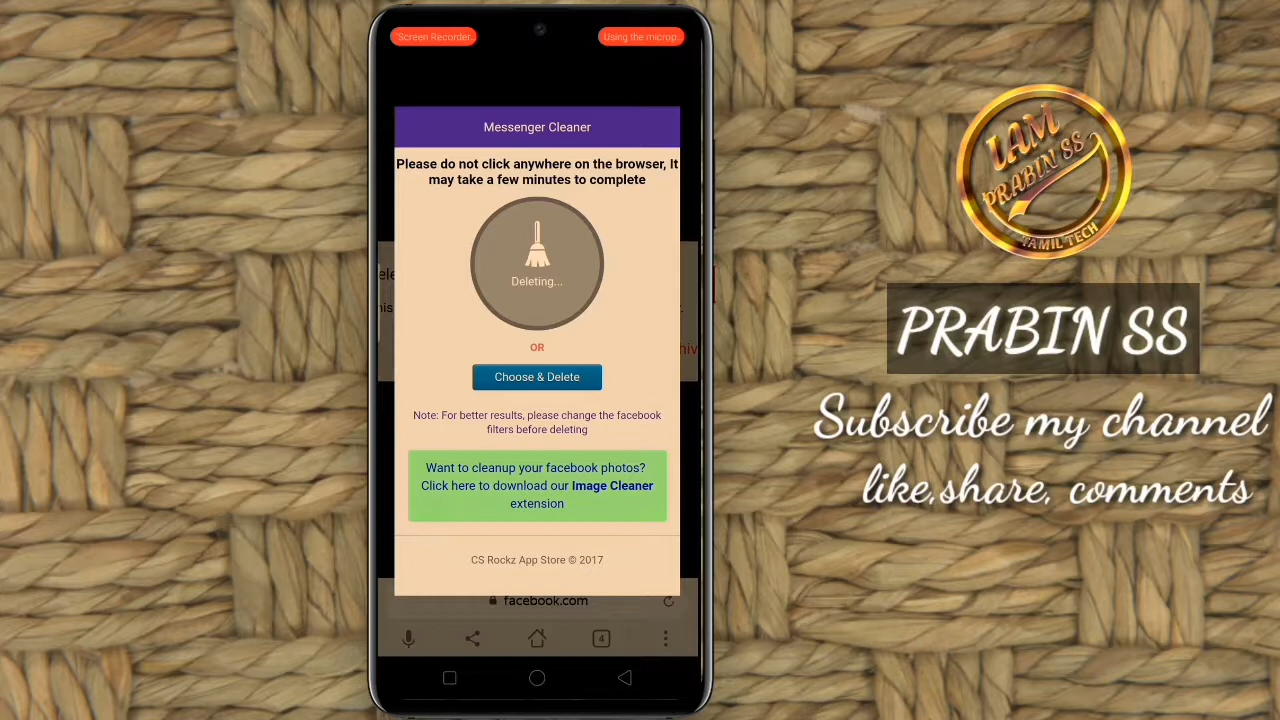 Screen Recorder..
Using the microp..
Messenger Cleaner
Please do not click anywhere on the browser, It
may take a few minutes to complete
Deleting...
OR
Choose & Delete
Note: For better results, please change the facebook
filters before deleting
Want to cleanup your facebook photos?
Click here to download our Image Cleaner
extension
CS Rockz App Store © 2017
facebook.com
4
IAM
PRABIN SS
TAMIL TECH
PRABIN SS
Subscribe my channel
like,share, comments